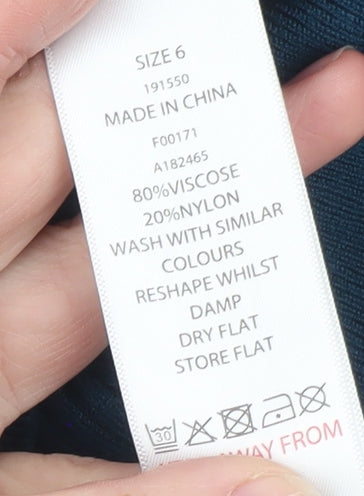 SIZE 6
191550
MADE IN CHINA
F00171
A182465
80%VISCOSE
20%NYLON
WASH WITH SIMILAR
COLOURS
RESHAPE WHILST
DAMP
DRY FLAT
STORE FLAT
30
AWAY FROM